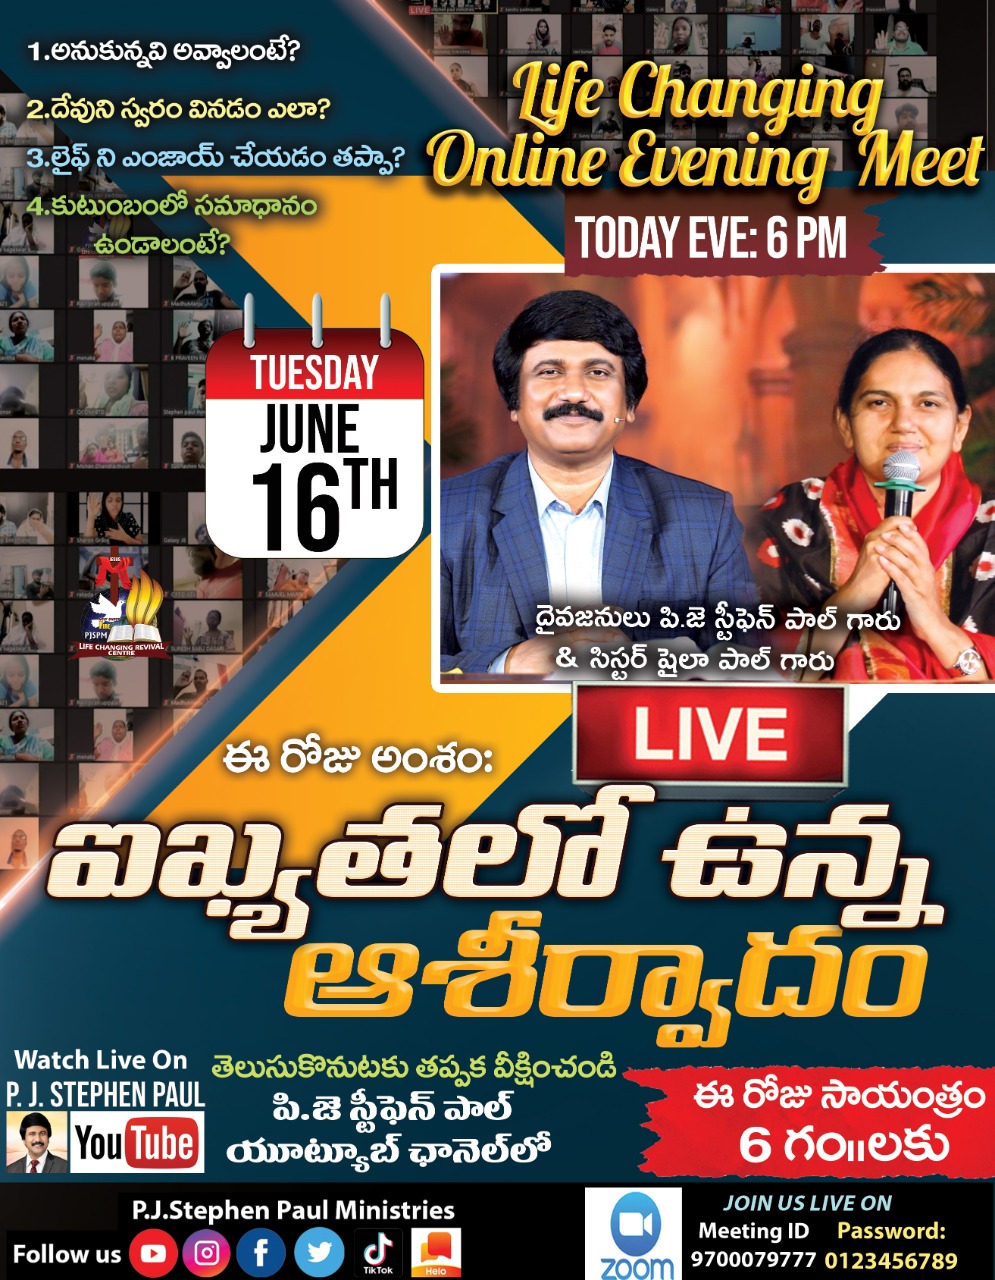 1.అనుకున్నవి అవ్వాలంటే?
2.దేవుని స్వరం వినడం ఎలా?
3.లైఫ్ ని ఎంజాయ్ చేయడం తప్పా?
4.కుటుంబంలో సమాధానం
ఉండాలంటే?
Life Changing
Online Evening Meet
TODAY EVE: 6 PM
TUESDAY
JUNE
16TH
JESUS
PJSPM
LIFE CHANGING REVIVAL
CENTRE
దైవజనులు పి.జె స్టీఫెన్ పాల్ గారు
& సిస్టర్ షైలా పాల్ గారు
LIVE
ఈ రోజు అంశం:
ఐఖ్యతలో ఉన్న
ఆశీర్వాదం
Watch Live On
P. J. STEPHEN PAUL
YouTube
తెలుసుకొనుటకు తప్పక వీక్షించండి
పి.జె స్టీఫెన్ పాల్
యూట్యూబ్ ఛానెల్‌లో
ఈ రోజు సాయంత్రం
6 గం॥లకు
P.J.Stephen Paul Ministries
Follow us
TikTok
Helo
zoom
JOIN US LIVE ON
Meeting ID Password:
9700079777 0123456789